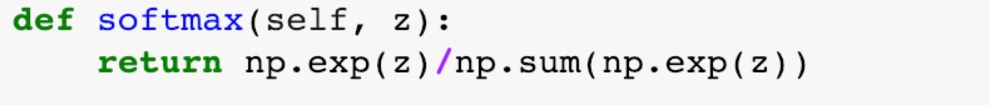 def softmax(self, z):
    return np.exp(z)/np.sum(np.exp(z))